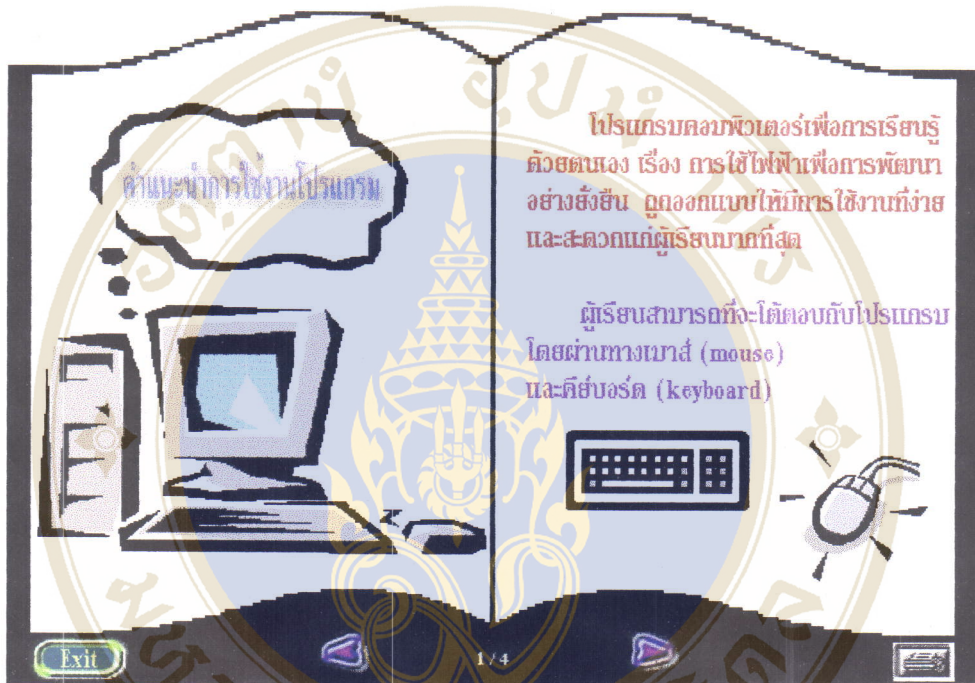 คำแนะนำการใช้งานโปรแกรม
โปรแกรมคอมพิวเตอร์เพื่อการเรียนรู้
ด้วยตนเอง เรื่อง การใช้ไฟฟ้าเพื่อการพัฒนา
อย่างยั่งยืน ถูกออกแบบให้มีการใช้งานที่ง่าย
และสะดวกแก่ผู้เรียนมากที่สุด
ผู้เรียนสามารถที่จะโต้ตอบกับโปรแกรม
โดยผ่านทางเมาส์ (mouse)
และคีย์บอร์ด (keyboard)
Exit
1/4